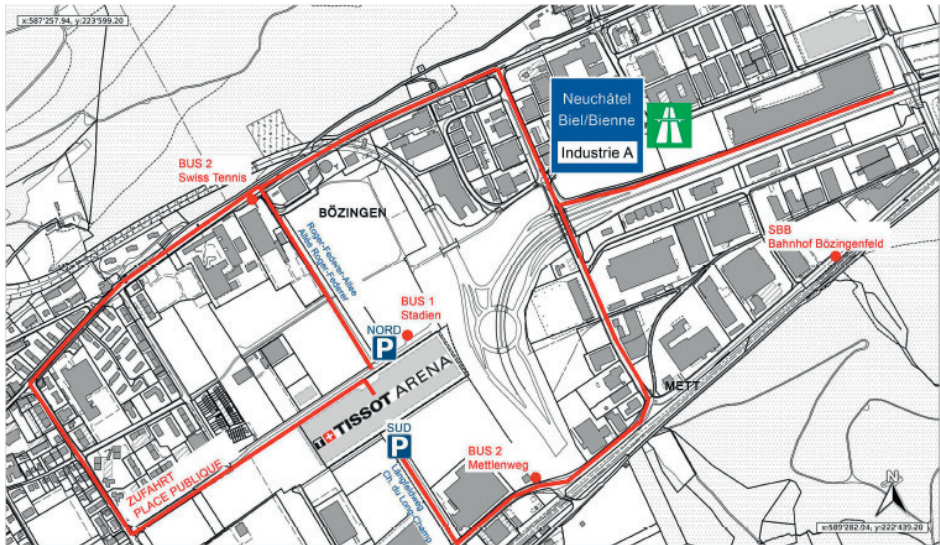 x:587'257.94, y:223'599.20
Neuchâtel
Biel/Bienne
Industrie A
BUS 2
Swiss Tennis
BÖZINGEN
Roger-Federer-Allee
Allée Roger-Federer
SBB
Bahnhof Bözingenfeld
BUS 1
Stadien
NORD
P
TISSOT ARENA
METT
SUD
P
BUS 2
Mettlenweg
Längfeldweg
Ch. du Long-Champ
ZUFAHRT
PLACE PUBLIQUE
N
x:589'282.94, y:222'439.20